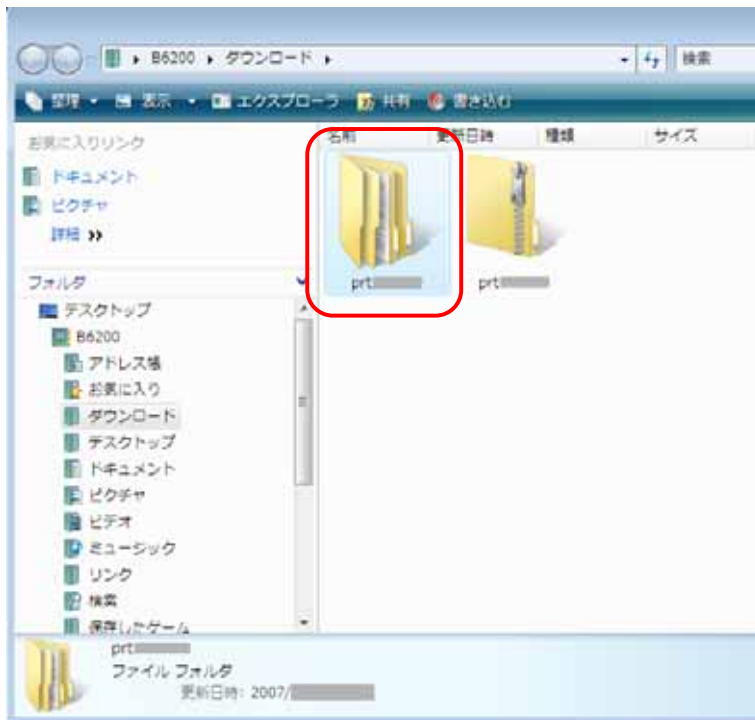 B6200 ダウンロード
検索
整理 表示 エクスプローラ 共有 書き込む
お気に入りリンク
ドキュメント
ピクチャ
詳細 »
名前 更新日時 種類 サイズ
prt
prt
フォルダ
デスクトップ
B6200
アドレス帳
お気に入り
ダウンロード
デスクトップ
ドキュメント
ピクチャ
ビデオ
ミュージック
リンク
検索
保存したゲーム
prt
ファイル フォルダ
更新日時: 2007/